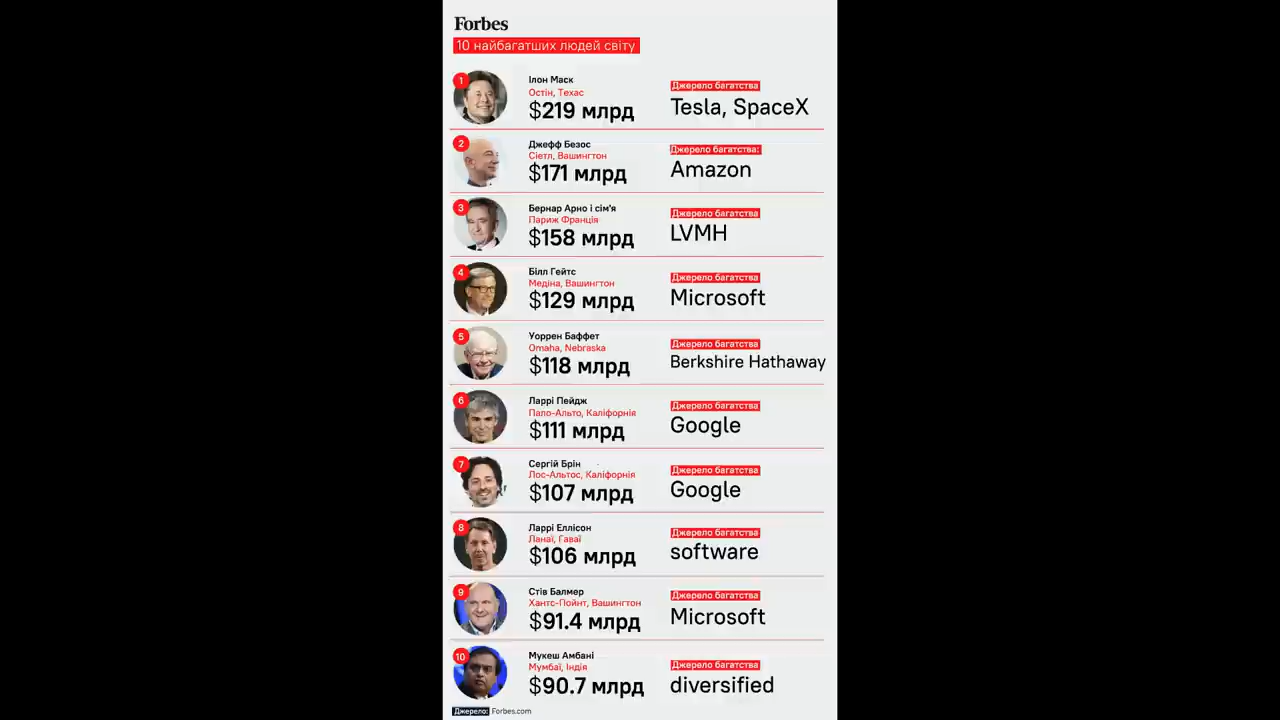 Forbes
10 найбагатших людей світу
1
Ілон Маск
Остін, Техас
$219 млрд
Джерело багатства
Tesla, SpaceX
2
Джефф Безос
Сіетл, Вашингтон
$171 млрд
Джерело багатства:
Amazon
3
Бернар Арно і сім'я
Париж Франція
$158 млрд
Джерело багатства
LVMH
4
Білл Гейтс
Медіна, Вашингтон
$129 млрд
Джерело багатства
Microsoft
5
Уоррен Баффет
Omaha, Nebraska
$118 млрд
Джерело багатства
Berkshire Hathaway
6
Ларрі Пейдж
Пало-Альто, Каліфорнія
$111 млрд
Джерело багатства
Google
7
Сергій Брін
Лос-Альтос, Каліфорнія
$107 млрд
Джерело багатства
Google
8
Ларрі Еллісон
Ланаї, Гаваї
$106 млрд
Джерело багатства
software
9
Стів Балмер
Хантс-Пойнт, Вашингтон
$91.4 млрд
Джерело багатства
Microsoft
10
Мукеш Амбані
Мумбаї, Індія
$90.7 млрд
Джерело багатства
diversified
Джерело: Forbes.com